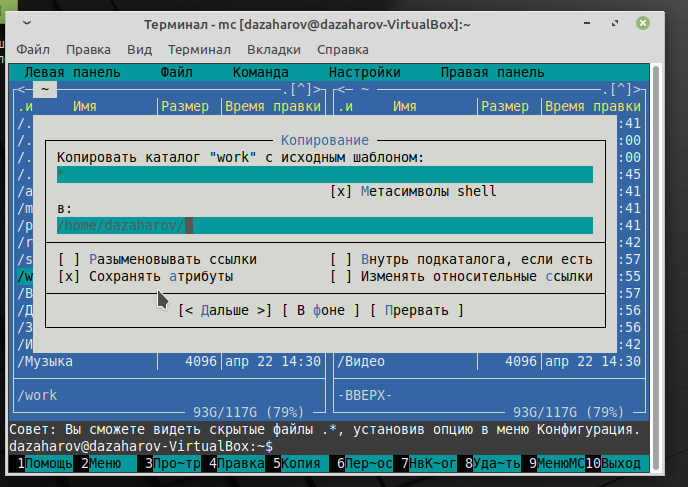 Терминал - mc [dazaharov@dazaharov-VirtualBox]:~
Файл Правка Вид Терминал Вкладки Справка
Левая панель Файл Команда Настройки Правая панель
<─ ~ .[^]> <─ ~ .[^]>
.и Имя Размер Время правки .и Имя Размер Время правки
/. :41
/. :00
/. :00
/. :45
/a :41
/m :41
/p :41
/r :42
/s :57
/w :55
/В :57
/Д :56
/З :56
/И :42
Копирование
Копировать каталог "work" с исходным шаблоном:
*
[x] Метасимволы shell
в:
/home/dazaharov/
[ ] Разыменовывать ссылки [ ] Внутрь подкаталога, если есть
[x] Сохранять атрибуты [ ] Изменять относительные ссылки
[< Дальше >] [ В фоне ] [ Прервать ]
/Музыка 4096 апр 22 14:30 /Видео 4096 апр 22 14:30
/work -ВВЕРХ-
93G/117G (79%) 93G/117G (79%)
Совет: Вы сможете видеть скрытые файлы .*, установив опцию в меню Конфигурация.
dazaharov@dazaharov-VirtualBox:~$
1Помощь 2Меню 3Про~тр 4Правка 5Копия 6Пер~ос 7НвК~ог 8Уда~ть 9МенюМС 10Выход